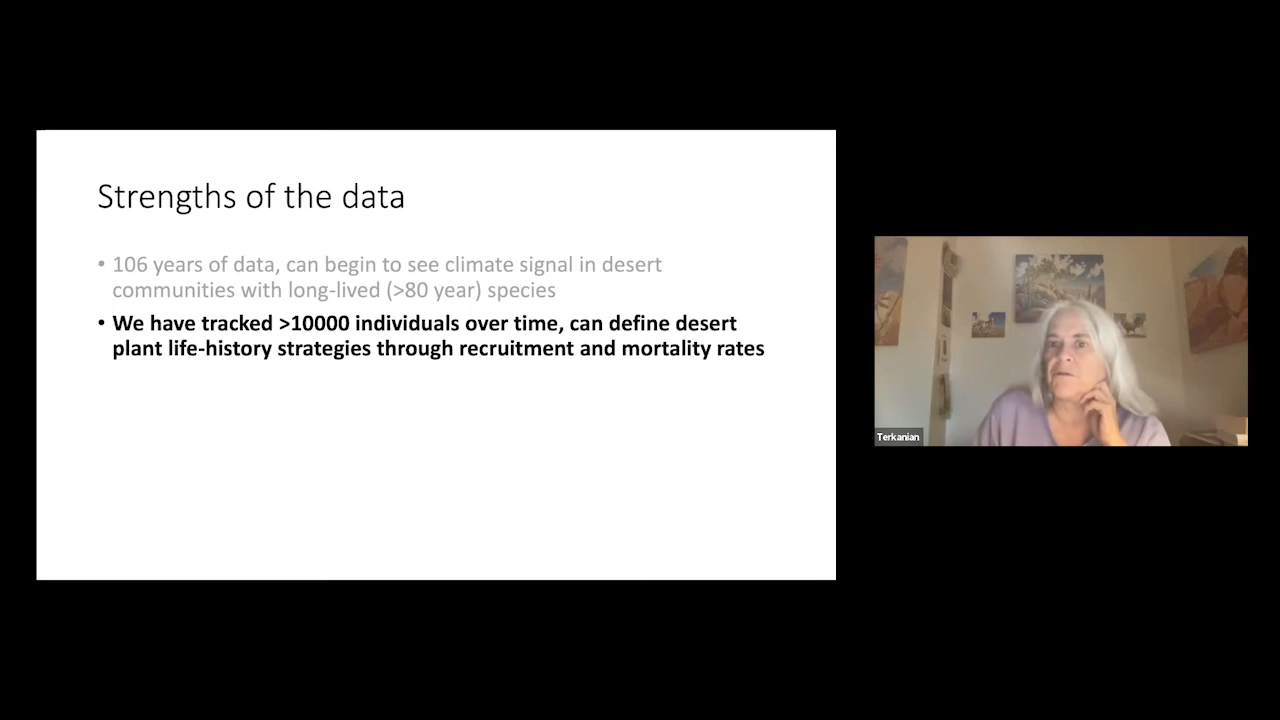 Strengths of the data
• 106 years of data, can begin to see climate signal in desert
communities with long-lived (>80 year) species
• We have tracked >10000 individuals over time, can define desert
plant life-history strategies through recruitment and mortality rates
Terkanian